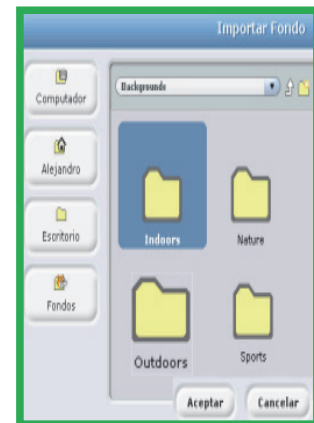 Importar Fondo
Computador
Backgrounds
Alejandro
Escritorio
Indoors
Nature
Fondos
Outdoors
Sports
Aceptar
Cancelar